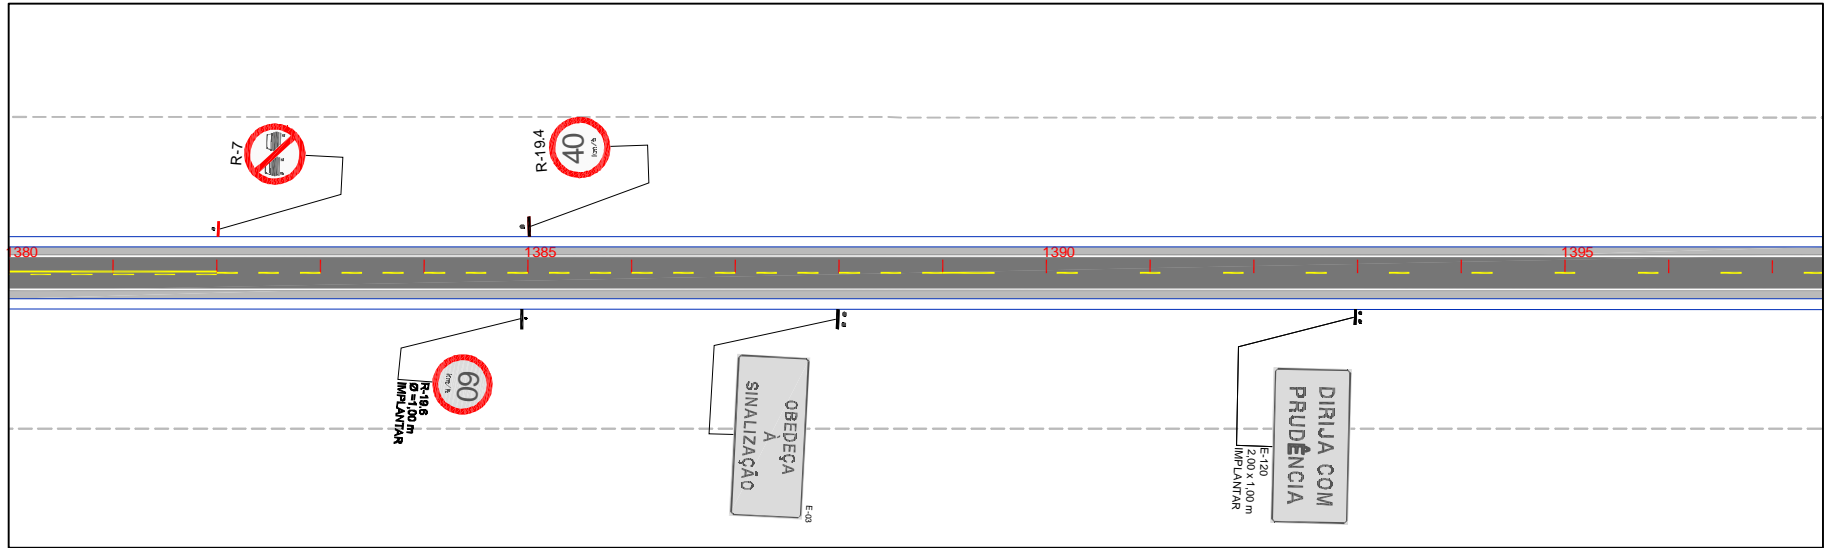 R-7
R-19.4
40
km/h
1380
1385
1390
1395
60
km/h
R-19.6
Ø=1,00 m
IMPLANTAR
OBEDEÇA
À
SINALIZAÇÃO
E-03
DIRIJA COM
PRUDÊNCIA
E-120
2,00 x 1,00 m
IMPLANTAR